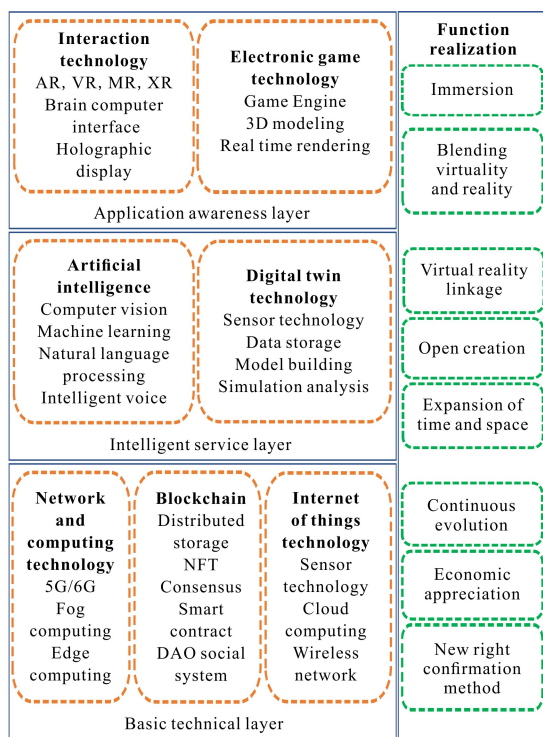 Interaction
technology
AR, VR, MR, XR
Brain computer
interface
Holographic
display
Electronic game
technology
Game Engine
3D modeling
Real time rendering
Application awareness layer
Artificial
intelligence
Computer vision
Machine learning
Natural language
processing
Intelligent voice
Digital twin
technology
Sensor technology
Data storage
Model building
Simulation analysis
Intelligent service layer
Network
and
computing
technology
5G/6G
Fog
computing
Edge
computing
Blockchain
Distributed
storage
NFT
Consensus
Smart
contract
DAO social
system
Internet
of things
technology
Sensor
technology
Cloud
computing
Wireless
network
Basic technical layer
Function
realization
Immersion
Blending
virtuality
and reality
Virtual reality
linkage
Open creation
Expansion of
time and space
Continuous
evolution
Economic
appreciation
New right
confirmation
method